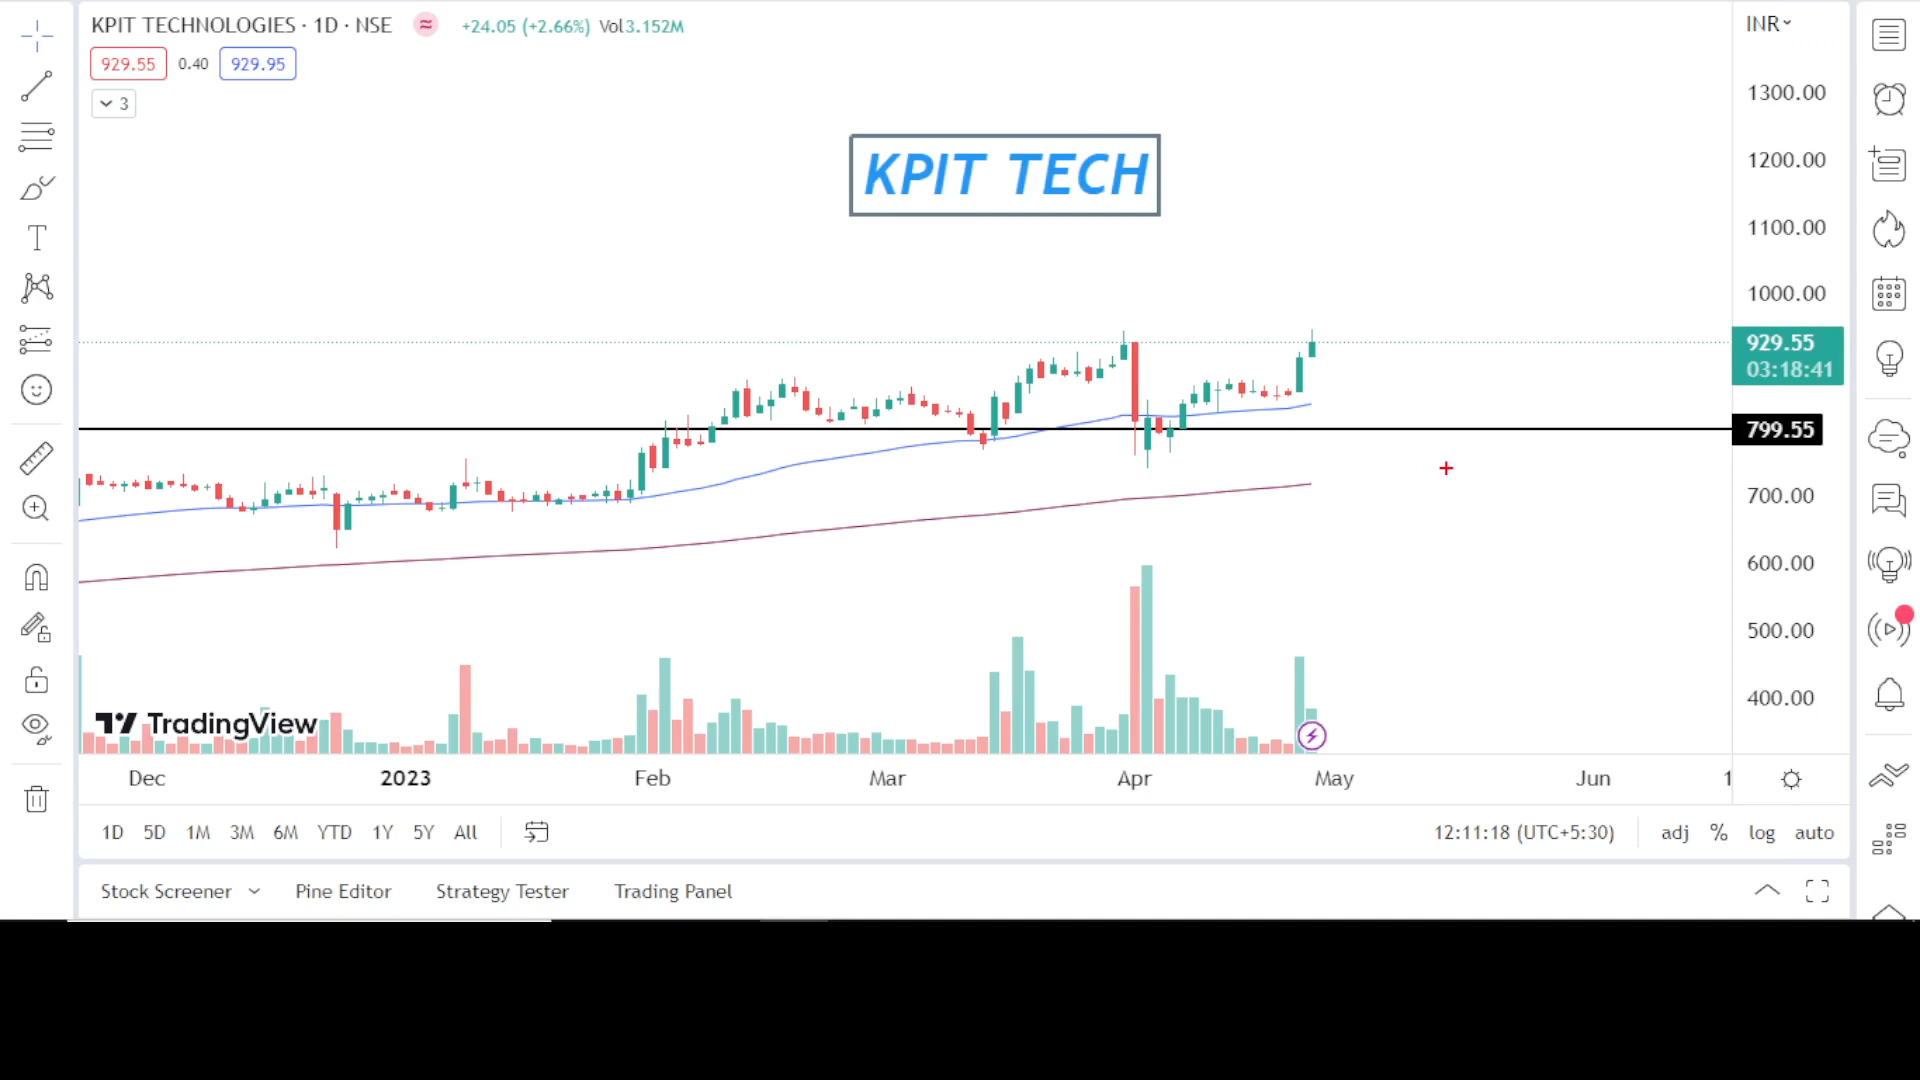 KPIT TECHNOLOGIES · 1D · NSE ≈ +24.05 (+2.66%) Vol3.152M
INR
929.55 0.40 929.95
3
KPIT TECH
1300.00
1200.00
1100.00
1000.00
929.55
03:18:41
799.55
700.00
600.00
500.00
400.00
TradingView
Dec 2023 Feb Mar Apr May Jun 1
1D 5D 1M 3M 6M YTD 1Y 5Y All
12:11:18 (UTC+5:30) adj % log auto
Stock Screener Pine Editor Strategy Tester Trading Panel